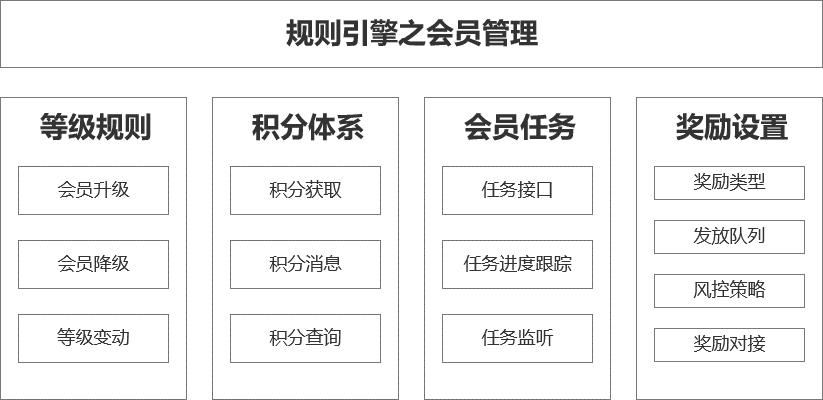 规则引擎之会员管理
等级规则
会员升级
会员降级
等级变动
积分体系
积分获取
积分消息
积分查询
会员任务
任务接口
任务进度跟踪
任务监听
奖励设置
奖励类型
发放队列
风控策略
奖励对接